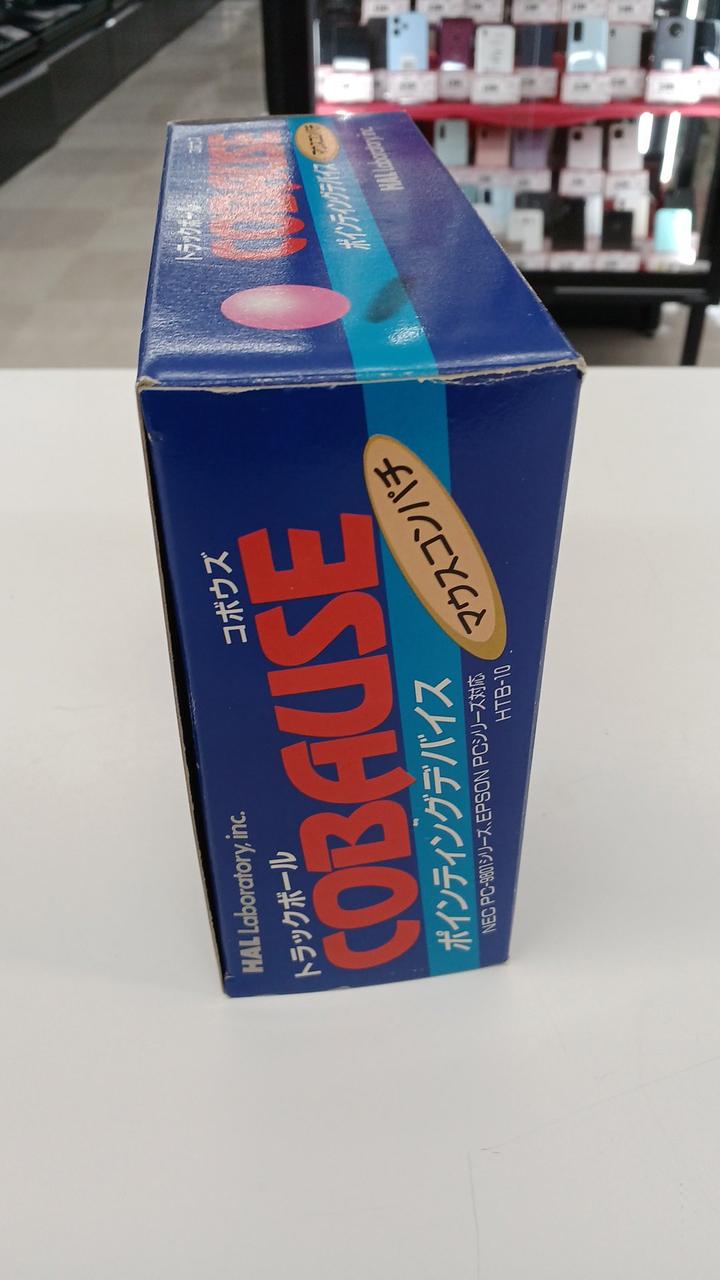 HAL Laboratory, inc.
トラックボール
コボウズ
COBAUSE
マウスコンパチ
ポインティングデバイス
NEC PC-9801シリーズ、EPSON PCシリーズ対応
HTB-10
トラックボール
COBAUSE
ポインティングデバイス
HAL Laboratory, inc.